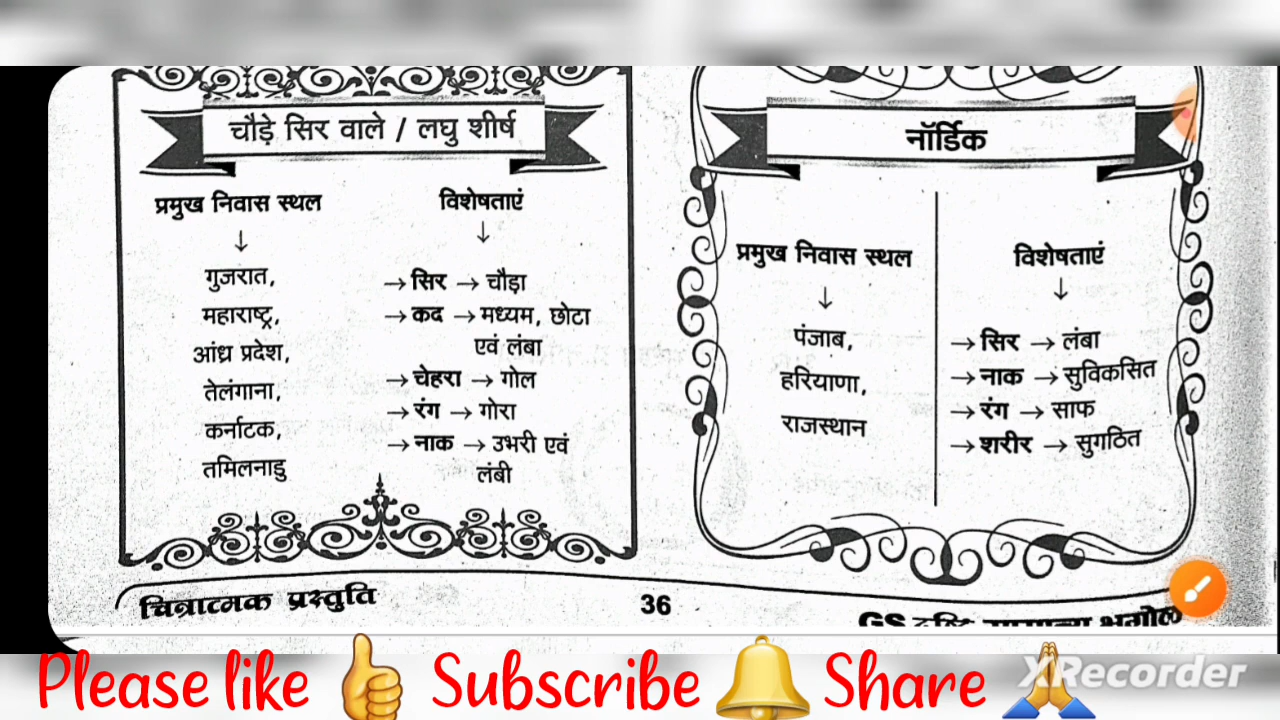 चौड़े सिर वाले / लघु शीर्ष
प्रमुख निवास स्थल
विशेषताएं
↓
↓
गुजरात,
महाराष्ट्र,
आंध्र प्रदेश,
तेलंगाना,
कर्नाटक,
तमिलनाडु
→ सिर → चौड़ा
→ कद → मध्यम, छोटा
एवं लंबा
→ चेहरा → गोल
→ रंग → गोरा
→ नाक → उभरी एवं
लंबी
नॉर्डिक
प्रमुख निवास स्थल
विशेषताएं
↓
↓
पंजाब,
हरियाणा,
राजस्थान
→ सिर → लंबा
→ नाक → सुविकसित
→ रंग → साफ
→ शरीर → सुगठित
चित्रात्मक प्रस्तुति
36
GS भूगोल
Please like Subscribe Share
XRecorder